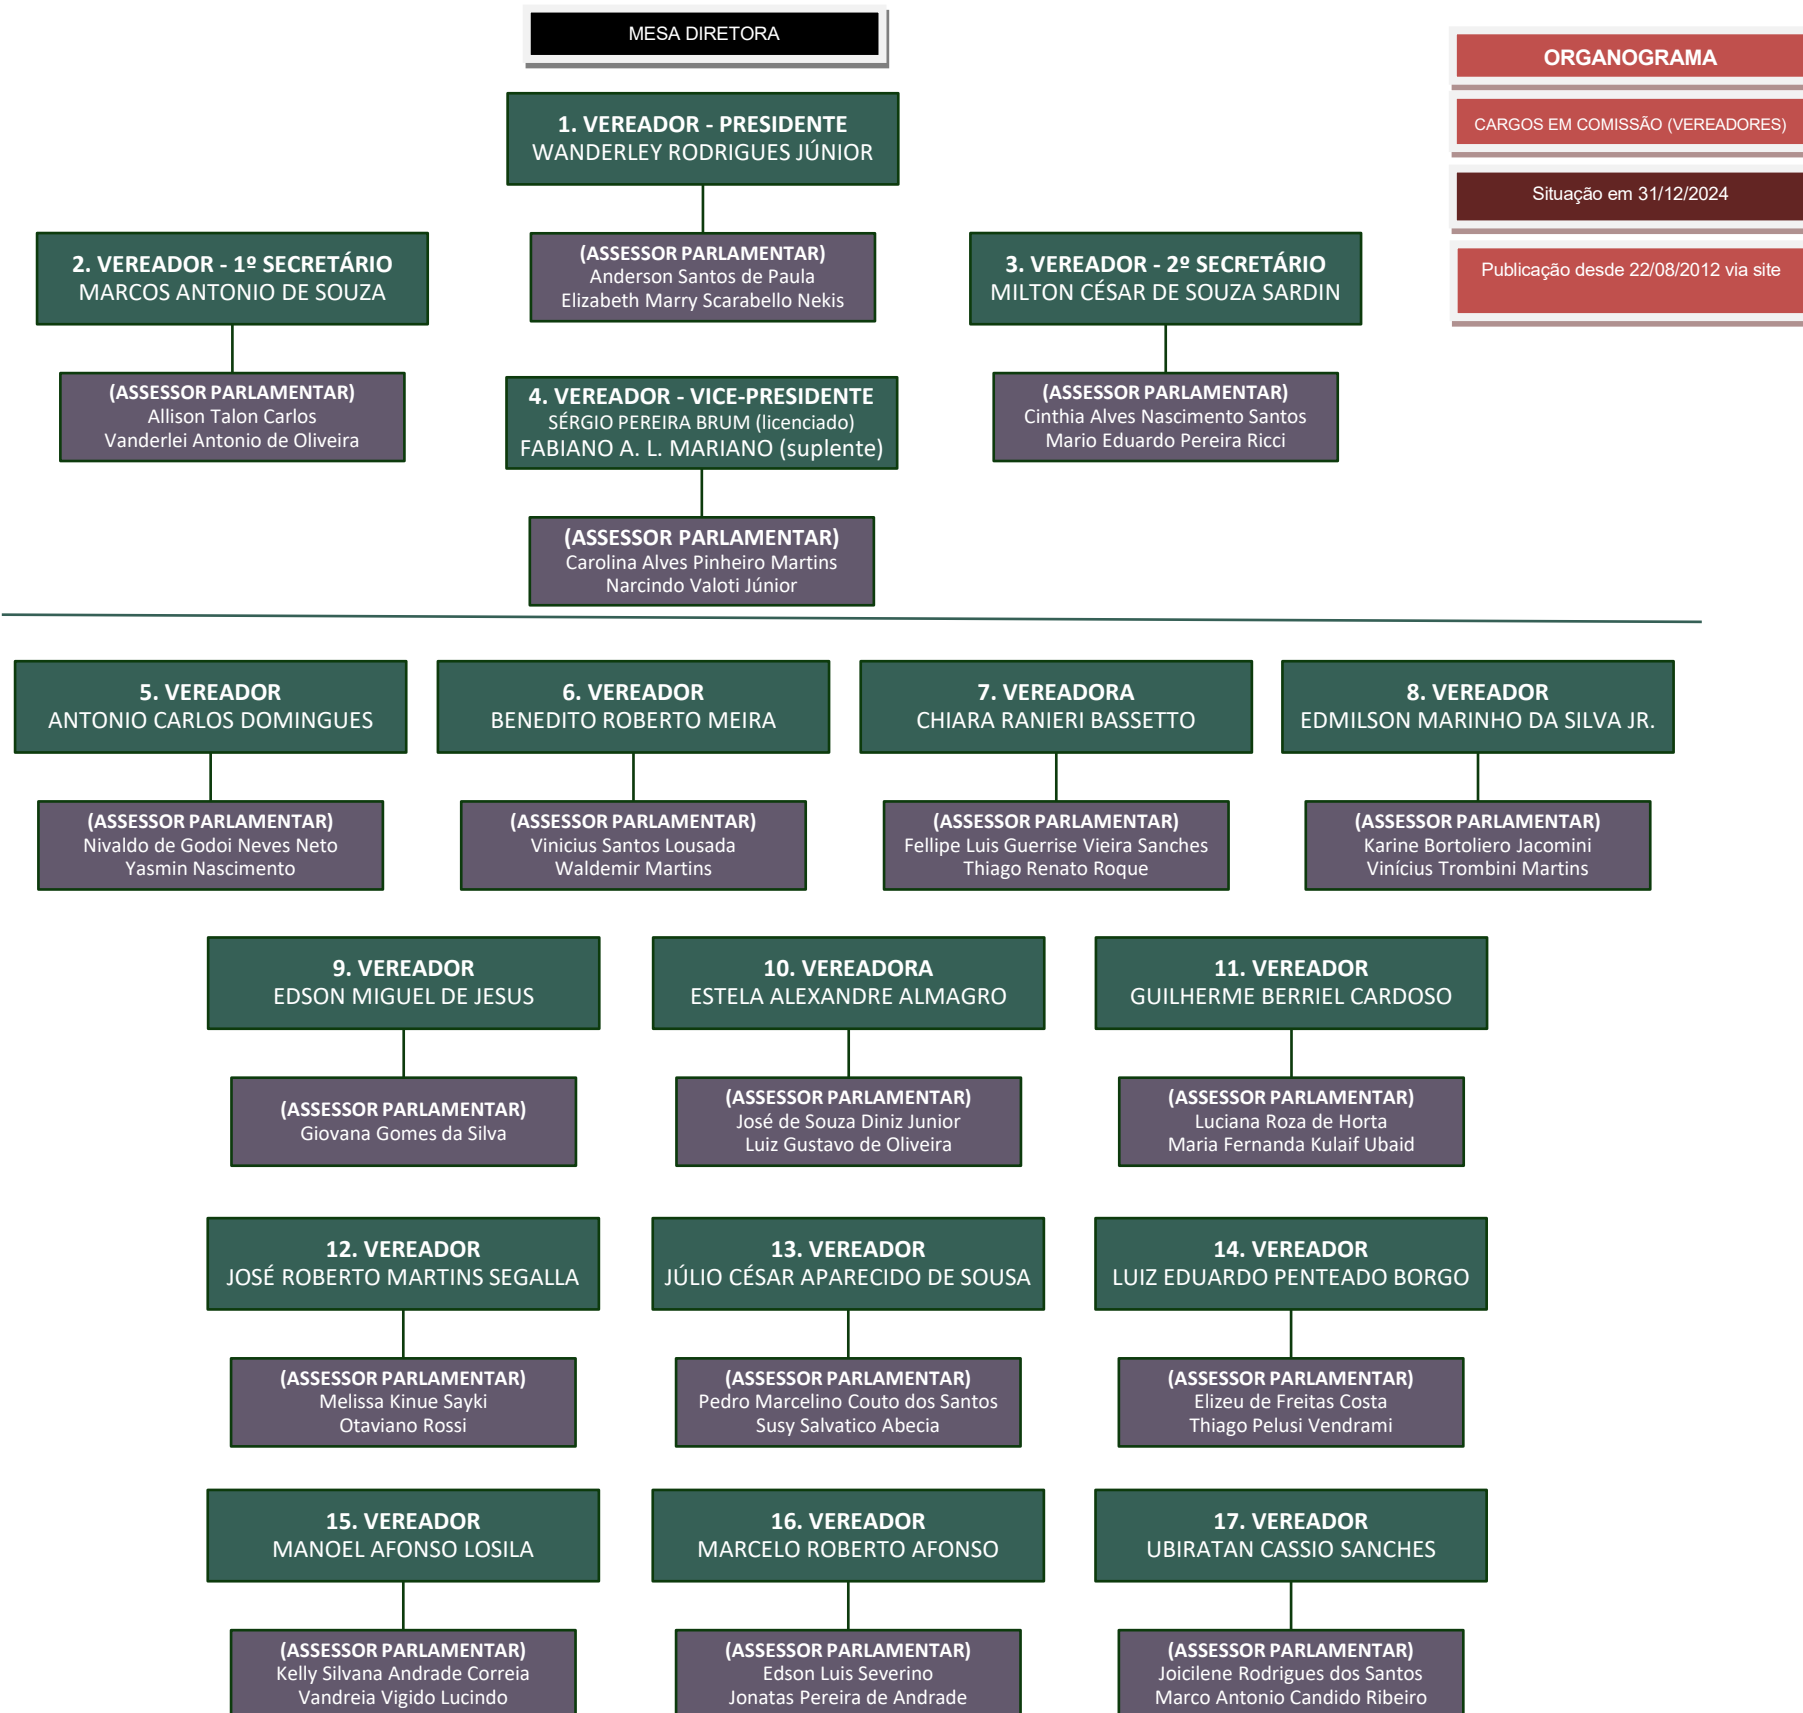 MESA DIRETORA
ORGANOGRAMA
CARGOS EM COMISSÃO (VEREADORES)
Situação em 31/12/2024
Publicação desde 22/08/2012 via site
1. VEREADOR - PRESIDENTE
WANDERLEY RODRIGUES JÚNIOR
(ASSESSOR PARLAMENTAR)
Anderson Santos de Paula
Elizabeth Marry Scarabello Nekis
2. VEREADOR - 1º SECRETÁRIO
MARCOS ANTONIO DE SOUZA
(ASSESSOR PARLAMENTAR)
Allison Talon Carlos
Vanderlei Antonio de Oliveira
3. VEREADOR - 2º SECRETÁRIO
MILTON CÉSAR DE SOUZA SARDIN
(ASSESSOR PARLAMENTAR)
Cinthia Alves Nascimento Santos
Mario Eduardo Pereira Ricci
4. VEREADOR - VICE-PRESIDENTE
SÉRGIO PEREIRA BRUM (licenciado)
FABIANO A. L. MARIANO (suplente)
(ASSESSOR PARLAMENTAR)
Carolina Alves Pinheiro Martins
Narcindo Valoti Júnior
5. VEREADOR
ANTONIO CARLOS DOMINGUES
(ASSESSOR PARLAMENTAR)
Nivaldo de Godoi Neves Neto
Yasmin Nascimento
6. VEREADOR
BENEDITO ROBERTO MEIRA
(ASSESSOR PARLAMENTAR)
Vinicius Santos Lousada
Waldemir Martins
7. VEREADORA
CHIARA RANIERI BASSETTO
(ASSESSOR PARLAMENTAR)
Fellipe Luis Guerrise Vieira Sanches
Thiago Renato Roque
8. VEREADOR
EDMILSON MARINHO DA SILVA JR.
(ASSESSOR PARLAMENTAR)
Karine Bortoliero Jacomini
Vinícius Trombini Martins
9. VEREADOR
EDSON MIGUEL DE JESUS
(ASSESSOR PARLAMENTAR)
Giovana Gomes da Silva
10. VEREADORA
ESTELA ALEXANDRE ALMAGRO
(ASSESSOR PARLAMENTAR)
José de Souza Diniz Junior
Luiz Gustavo de Oliveira
11. VEREADOR
GUILHERME BERRIEL CARDOSO
(ASSESSOR PARLAMENTAR)
Luciana Roza de Horta
Maria Fernanda Kulaif Ubaid
12. VEREADOR
JOSÉ ROBERTO MARTINS SEGALLA
(ASSESSOR PARLAMENTAR)
Melissa Kinue Sayki
Otaviano Rossi
13. VEREADOR
JÚLIO CÉSAR APARECIDO DE SOUSA
(ASSESSOR PARLAMENTAR)
Pedro Marcelino Couto dos Santos
Susy Salvatico Abecia
14. VEREADOR
LUIZ EDUARDO PENTEADO BORGO
(ASSESSOR PARLAMENTAR)
Elizeu de Freitas Costa
Thiago Pelusi Vendrami
15. VEREADOR
MANOEL AFONSO LOSILA
(ASSESSOR PARLAMENTAR)
Kelly Silvana Andrade Correia
Vandreia Vigido Lucindo
16. VEREADOR
MARCELO ROBERTO AFONSO
(ASSESSOR PARLAMENTAR)
Edson Luis Severino
Jonatas Pereira de Andrade
17. VEREADOR
UBIRATAN CASSIO SANCHES
(ASSESSOR PARLAMENTAR)
Joicilene Rodrigues dos Santos
Marco Antonio Candido Ribeiro